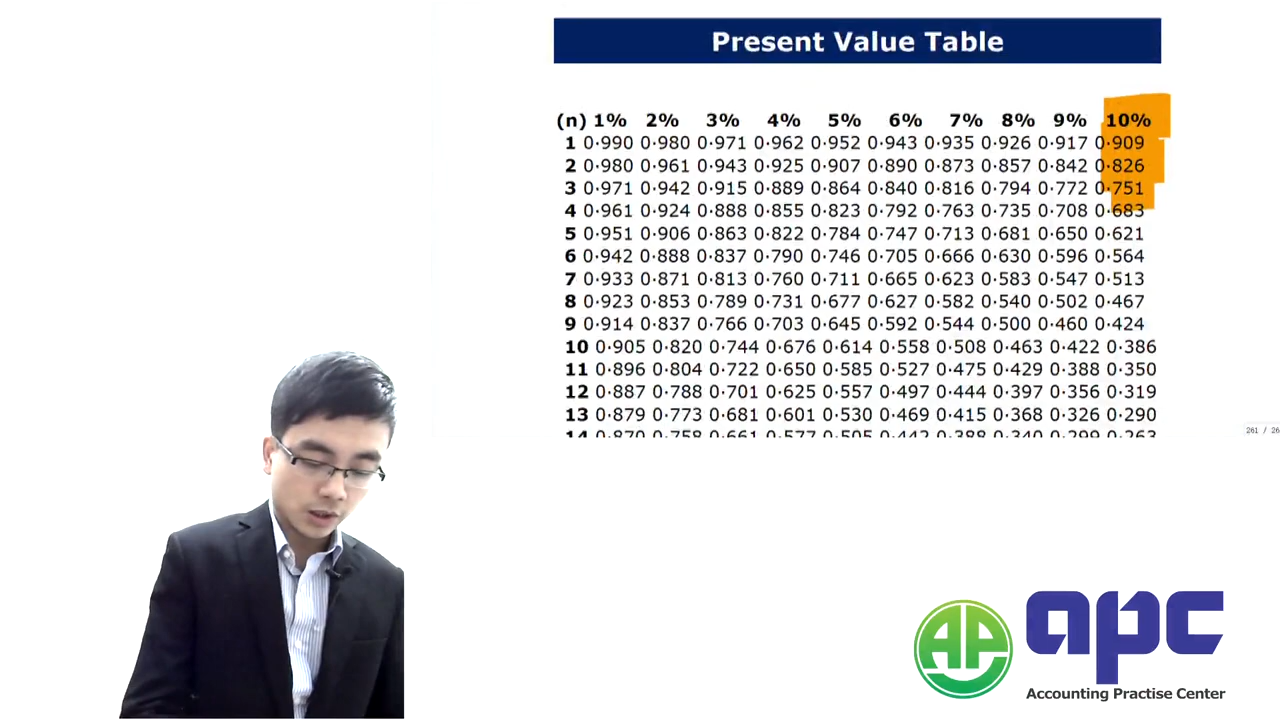 Present Value Table
(n) 1% 2% 3% 4% 5% 6% 7% 8% 9% 10%
1 0·990 0·980 0·971 0·962 0·952 0·943 0·935 0·926 0·917 0·909
2 0·980 0·961 0·943 0·925 0·907 0·890 0·873 0·857 0·842 0·826
3 0·971 0·942 0·915 0·889 0·864 0·840 0·816 0·794 0·772 0·751
4 0·961 0·924 0·888 0·855 0·823 0·792 0·763 0·735 0·708 0·683
5 0·951 0·906 0·863 0·822 0·784 0·747 0·713 0·681 0·650 0·621
6 0·942 0·888 0·837 0·790 0·746 0·705 0·666 0·630 0·596 0·564
7 0·933 0·871 0·813 0·760 0·711 0·665 0·623 0·583 0·547 0·513
8 0·923 0·853 0·789 0·731 0·677 0·627 0·582 0·540 0·502 0·467
9 0·914 0·837 0·766 0·703 0·645 0·592 0·544 0·500 0·460 0·424
10 0·905 0·820 0·744 0·676 0·614 0·558 0·508 0·463 0·422 0·386
11 0·896 0·804 0·722 0·650 0·585 0·527 0·475 0·429 0·388 0·350
12 0·887 0·788 0·701 0·625 0·557 0·497 0·444 0·397 0·356 0·319
13 0·879 0·773 0·681 0·601 0·530 0·469 0·415 0·368 0·326 0·290
14 0·870 0·758 0·661 0·577 0·505 0·442 0·388 0·340 0·299 0·263
261 / 26
AP
apc
Accounting Practise Center